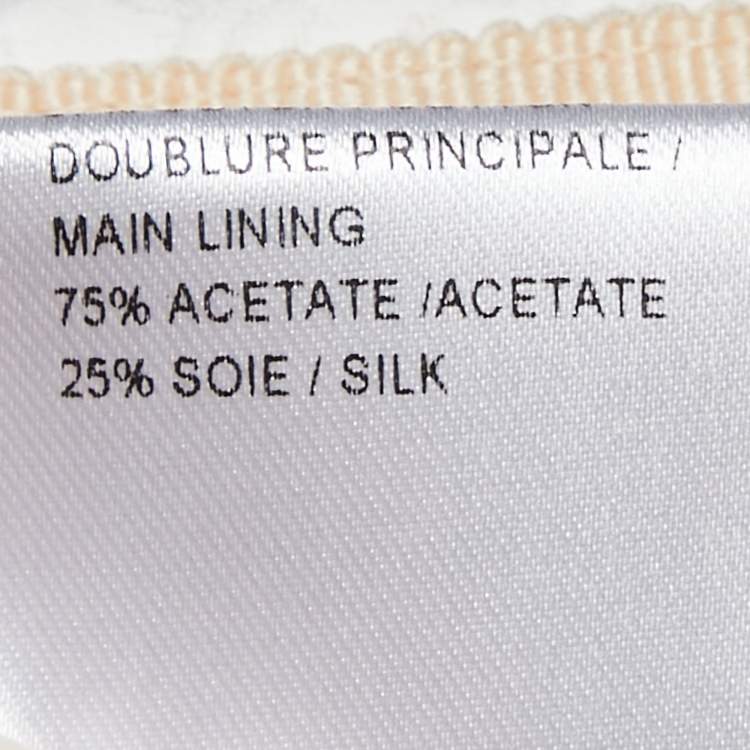 DOUBLURE PRINCIPALE /
MAIN LINING
75% ACETATE /ACETATE
25% SOIE / SILK